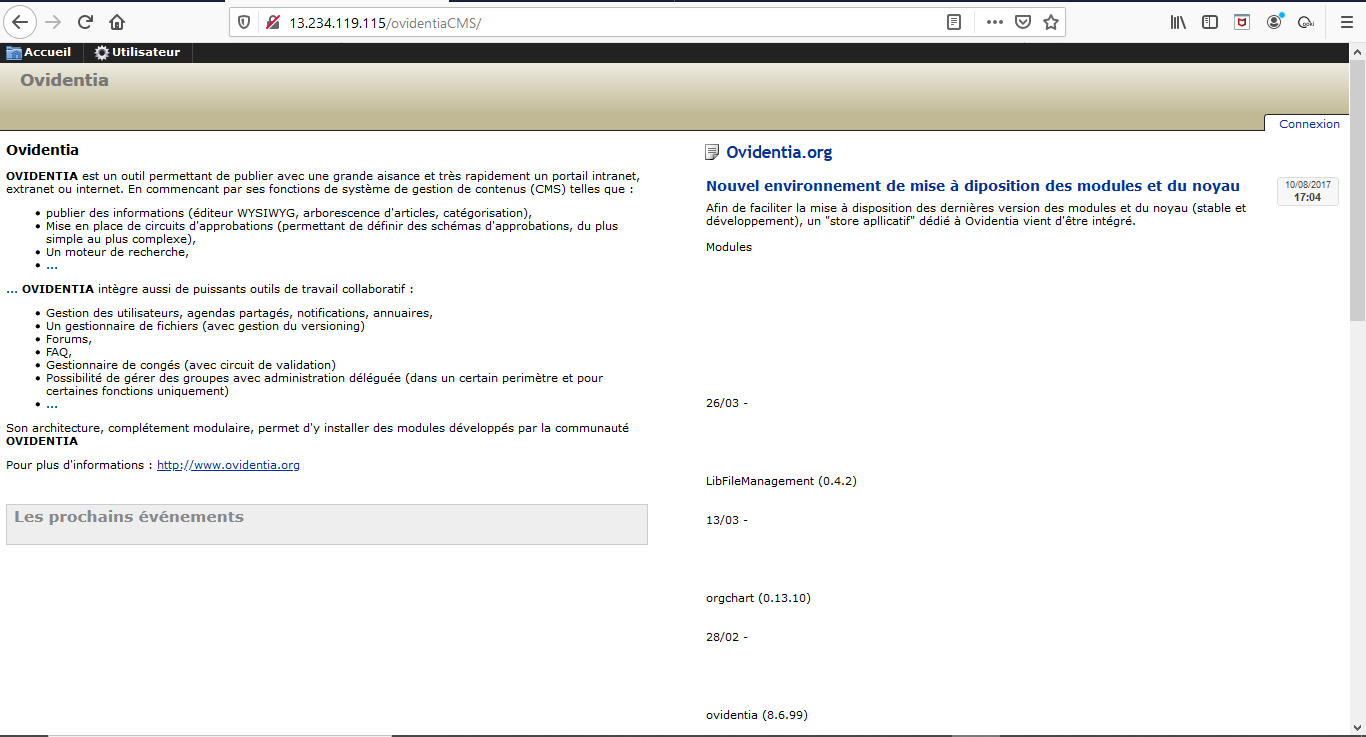 13.234.119.115/ovidentiaCMS/
Accueil
Utilisateur
Ovidentia
Connexion
Ovidentia
OVIDENTIA est un outil permettant de publier avec une grande aisance et très rapidement un portail intranet,
extranet ou internet. En commencant par ses fonctions de système de gestion de contenus (CMS) telles que :
• publier des informations (éditeur WYSIWYG, arborescence d'articles, catégorisation),
• Mise en place de circuits d'approbations (permettant de définir des schémas d'approbations, du plus
simple au plus complexe),
• Un moteur de recherche,
• ...
... OVIDENTIA intègre aussi de puissants outils de travail collaboratif :
• Gestion des utilisateurs, agendas partagés, notifications, annuaires,
• Un gestionnaire de fichiers (avec gestion du versioning)
• Forums,
• FAQ,
• Gestionnaire de congés (avec circuit de validation)
• Possibilité de gérer des groupes avec administration déléguée (dans un certain perimètre et pour
certaines fonctions uniquement)
• ...
Son architecture, complétement modulaire, permet d'y installer des modules développés par la communauté
OVIDENTIA
Pour plus d'informations : http://www.ovidentia.org
Les prochains événements
Ovidentia.org
Nouvel environnement de mise à diposition des modules et du noyau
10/08/2017
17:04
Afin de faciliter la mise à disposition des dernières version des modules et du noyau (stable et
développement), un "store apllicatif" dédié à Ovidentia vient d'être intégré.
Modules
26/03 -
LibFileManagement (0.4.2)
13/03 -
orgchart (0.13.10)
28/02 -
ovidentia (8.6.99)